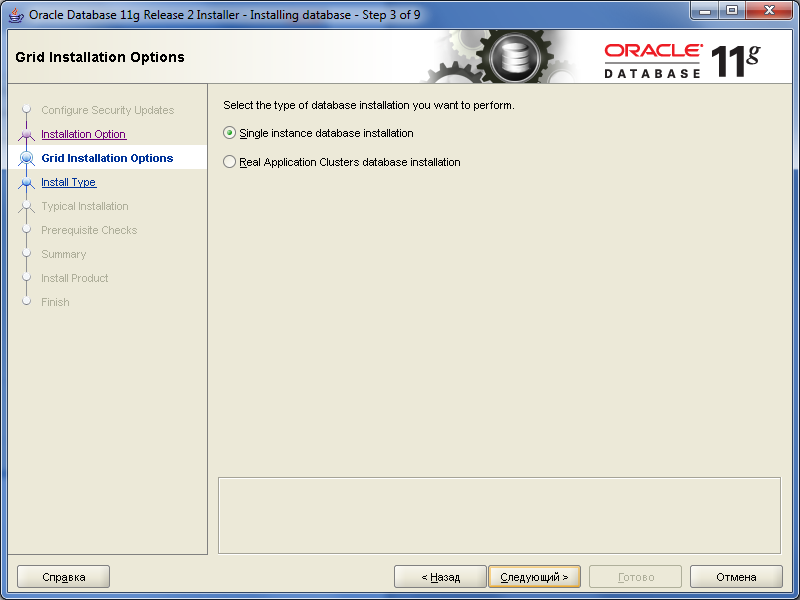 Oracle Database 11g Release 2 Installer - Installing database - Step 3 of 9
Grid Installation Options
ORACLE
DATABASE 11g
Configure Security Updates
Installation Option
Grid Installation Options
Install Type
Typical Installation
Prerequisite Checks
Summary
Install Product
Finish
Select the type of database installation you want to perform.
Single instance database installation
Real Application Clusters database installation
Справка
< Назад
Следующий >
Готово
Отмена